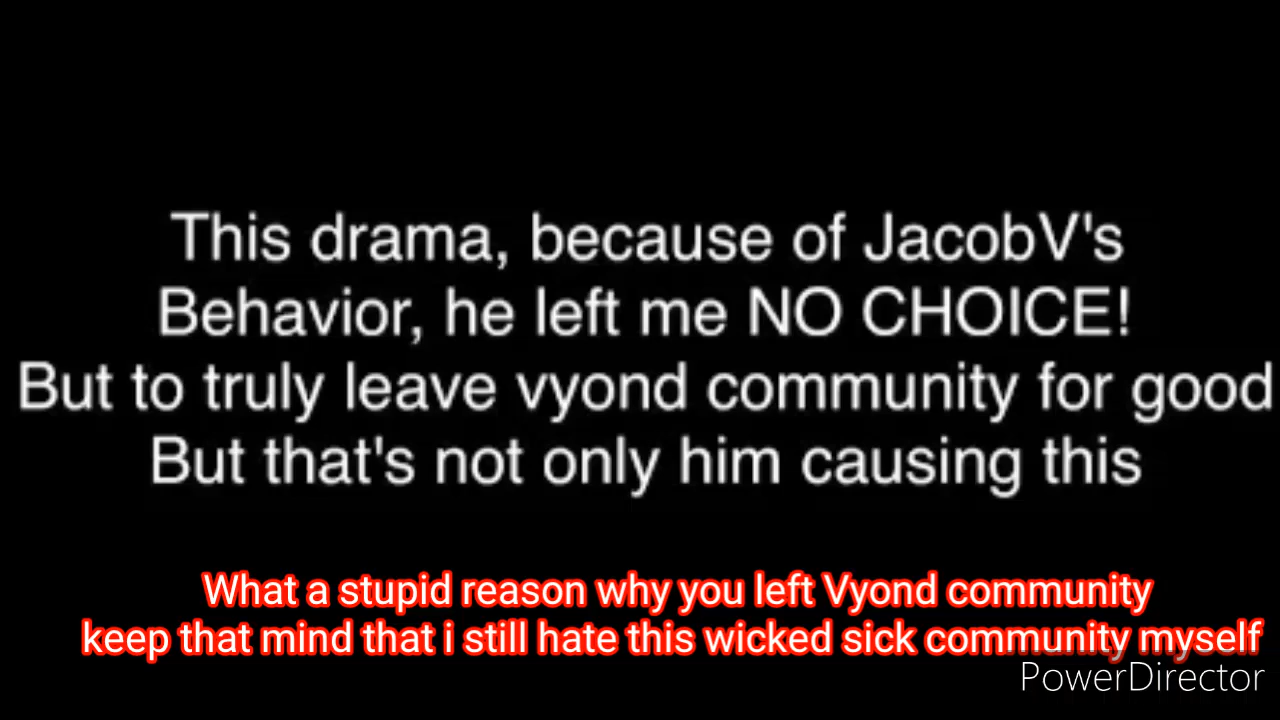 This drama, because of JacobV's
Behavior, he left me NO CHOICE!
But to truly leave vyond community for good
But that's not only him causing this
What a stupid reason why you left Vyond community
keep that mind that i still hate this wicked sick community myself
PowerDirector